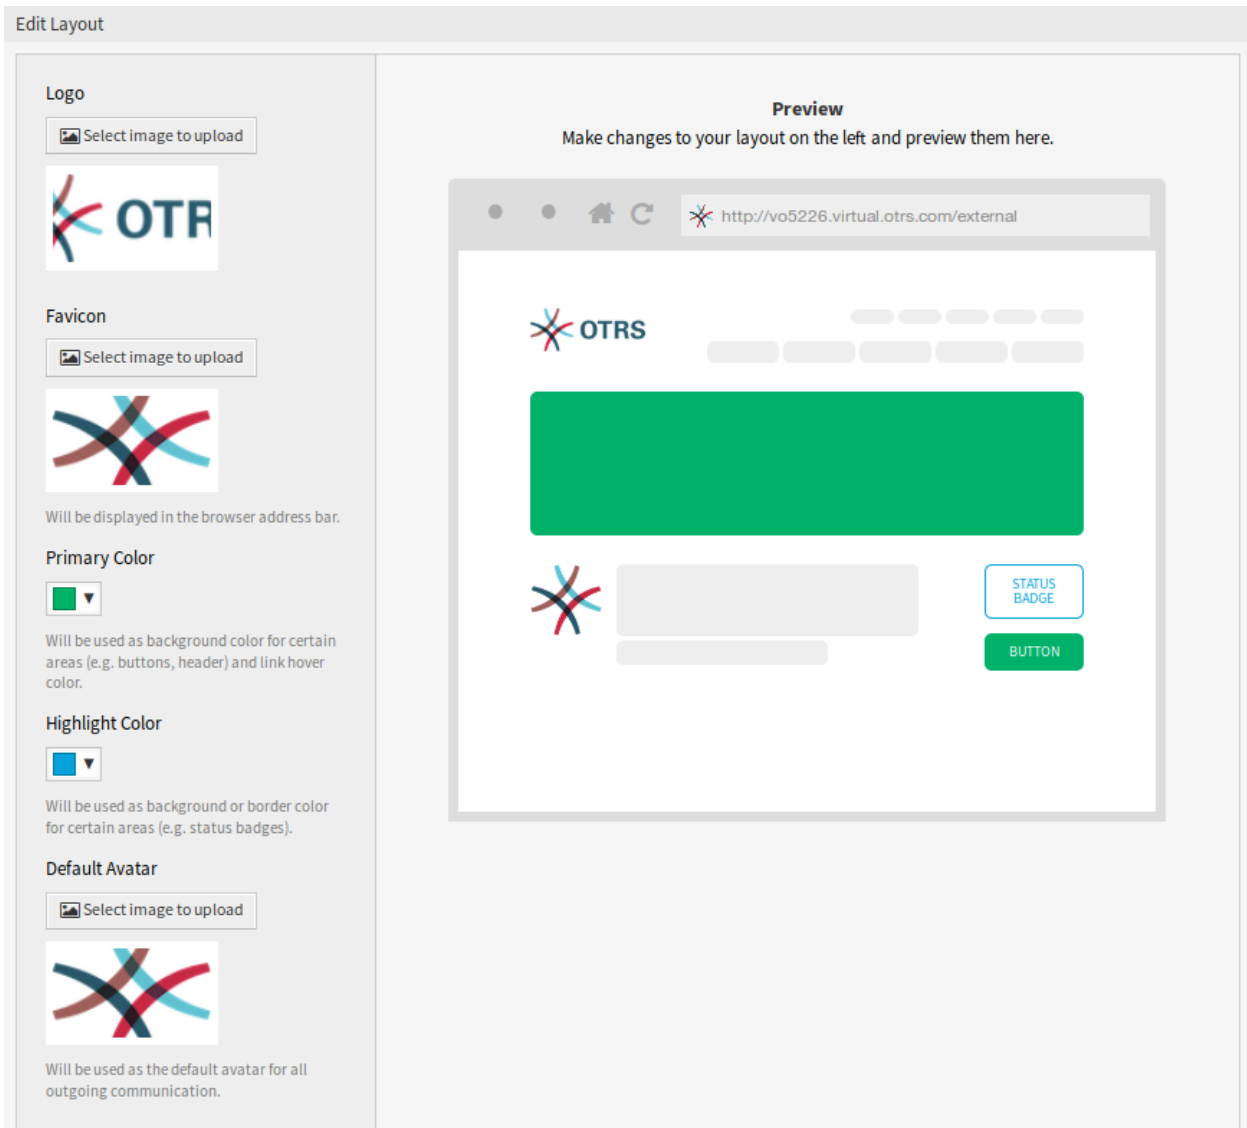 Edit Layout
Logo
Select image to upload
OTR
Favicon
Select image to upload
Will be displayed in the browser address bar.
Primary Color
Will be used as background color for certain
areas (e.g. buttons, header) and link hover
color.
Highlight Color
Will be used as background or border color
for certain areas (e.g. status badges).
Default Avatar
Select image to upload
Will be used as the default avatar for all
outgoing communication.
Preview
Make changes to your layout on the left and preview them here.
http://vo5226.virtual.otrs.com/external
OTRS
STATUS
BADGE
BUTTON